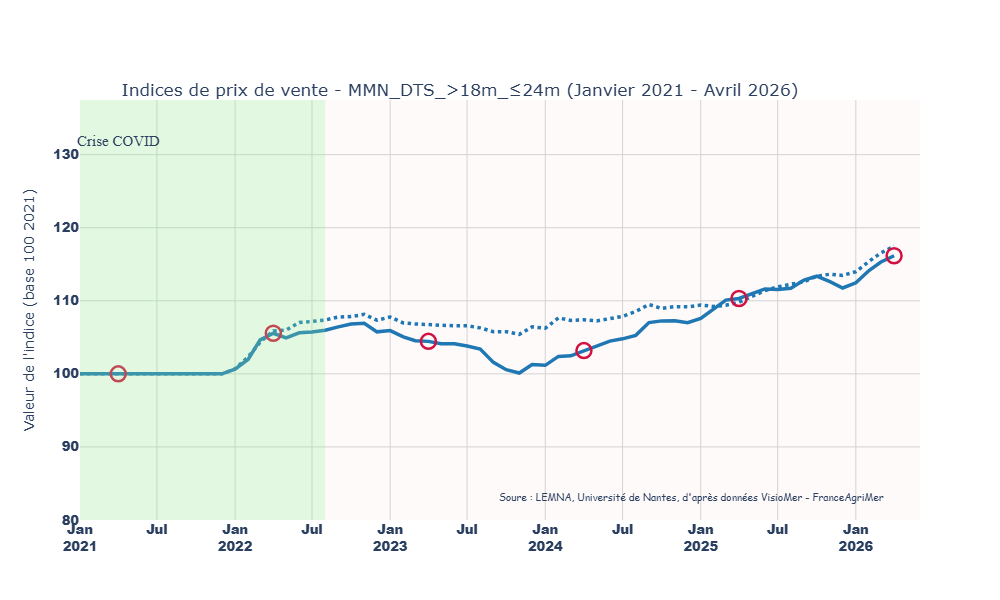 Indices de prix de vente - MMN_DTS_>18m_≤24m (Janvier 2021 - Avril 2026)
Crise COVID
Valeur de l'indice (base 100 2021)
130
120
110
100
90
80
Jan Jul Jan Jul Jan Jul Jan Jul Jan Jul Jan
2021 2022 2023 2024 2025 2026
Soure : LEMNA, Université de Nantes, d'après données VisioMer - FranceAgriMer